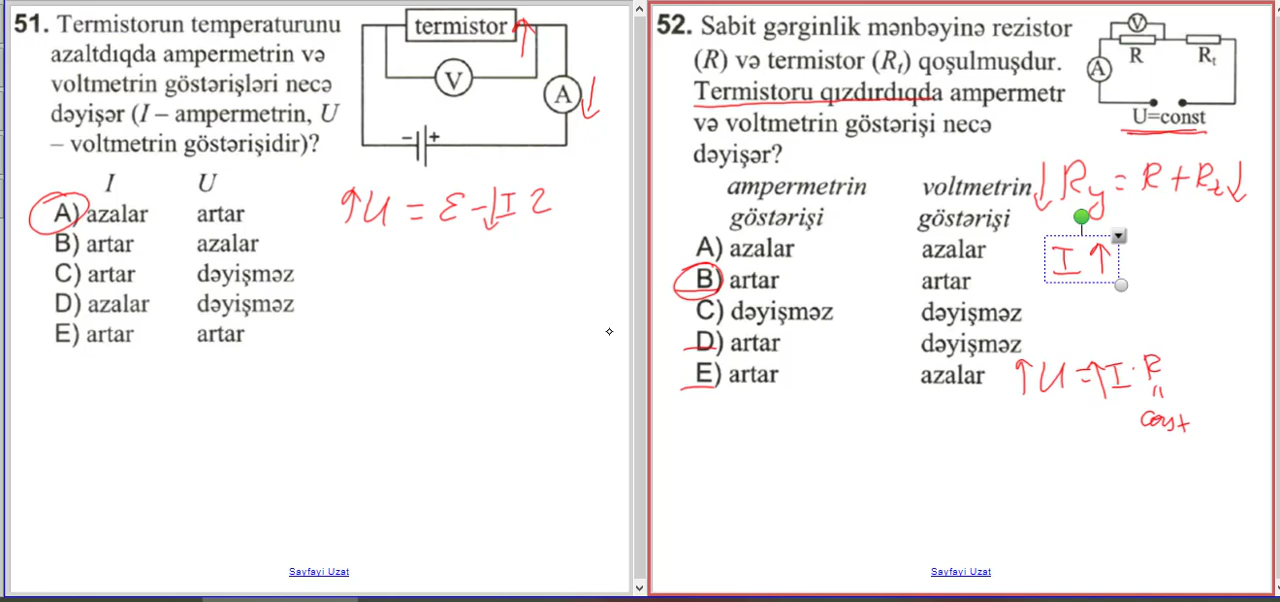 51. Termistorun temperaturunu
azaltdıqda ampermetrin və
voltmetrin göstərişləri necə
dəyişər (I – ampermetrin, U
– voltmetrin göstərişidir)?
termistor
V
A
– +
I U
A) azalar artar
B) artar azalar
C) artar dəyişməz
D) azalar dəyişməz
E) artar artar
↑U = ε - ↓I r
Sayfayi Uzat
52. Sabit gərginlik mənbəyinə rezistor
(R) və termistor (Rt) qoşulmuşdur.
Termistoru qızdırdıqda ampermetr
və voltmetrin göstərişi necə
dəyişər?
V
A
R Rt
U=const
ampermetrin voltmetrin
göstərişi göstərişi
A) azalar azalar
B) artar artar
C) dəyişməz dəyişməz
D) artar dəyişməz
E) artar azalar
↓Ry = R + Rt↓
I ↑
↑U = ↑I · R
"
const
Sayfayi Uzat